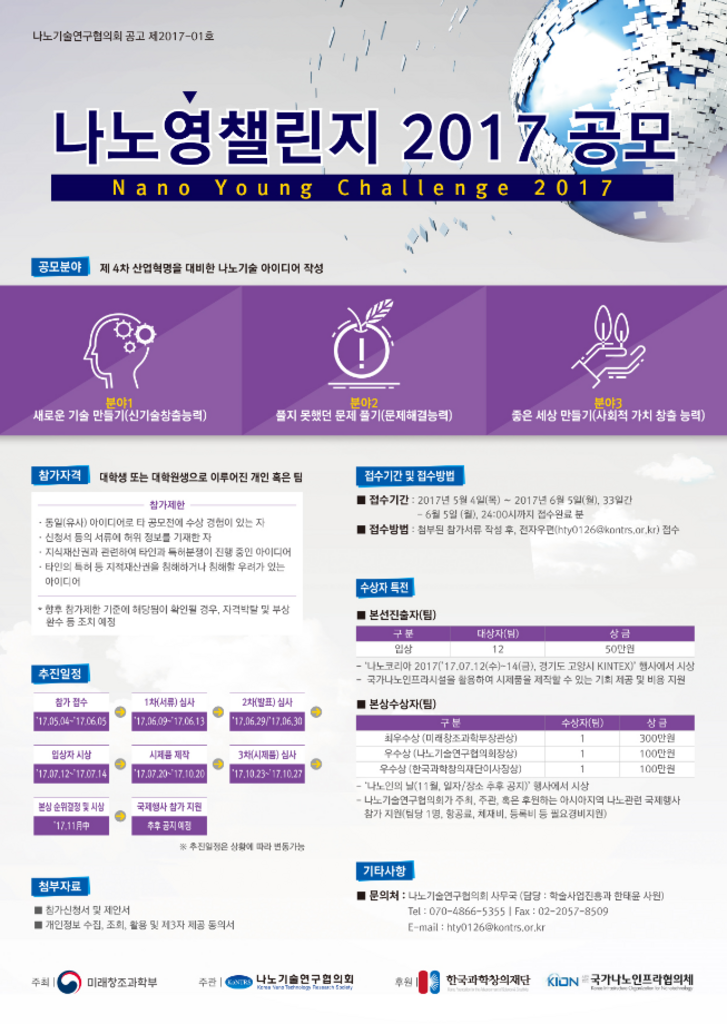 나노기술연구협의회 공고 제2017-01호
나노영챌린지 2017 공모
Nano Young Challenge 2017
공모분야 제 4차 산업혁명을 대비한 나노기술 아이디어 작성
분야1
새로운 기술 만들기(신기술창출능력)
분야2
풀지 못했던 문제 풀기(문제해결능력)
분야3
좋은 세상 만들기(사회적 가치 창출 능력)
참가자격 대학생 또는 대학원생으로 이루어진 개인 혹은 팀
참가제한
· 동일(유사) 아이디어로 타 공모전에 수상 경험이 있는 자
· 신청서 등의 서류에 허위 정보를 기재한 자
· 지식재산권과 관련하여 타인과 특허분쟁이 진행 중인 아이디어
· 타인의 특허 등 지적재산권을 침해하거나 침해할 우려가 있는
아이디어
* 향후 참가제한 기준에 해당됨이 확인될 경우, 자격박탈 및 부상
환수 등 조치 예정
추진일정
참가 접수 1차(서류) 심사 2차(발표) 심사
'17.05.04~'17.06.05 '17.06.09~'17.06.13 '17.06.29/'17.06.30
입상자 시상 시제품 제작 3차(시제품) 심사
'17.07.12~'17.07.14 '17.07.20~'17.10.20 '17.10.23~'17.10.27
본상 순위결정 및 시상 국제행사 참가 지원
'17.11月中 추후 공지 예정
※ 추진일정은 상황에 따라 변동가능
첨부자료
■ 참가신청서 및 제안서
■ 개인정보 수집, 조회, 활용 및 제3자 제공 동의서
접수기간 및 접수방법
■ 접수기간 : 2017년 5월 4일(목) ~ 2017년 6월 5일(월), 33일간
- 6월 5일 (월), 24:00시까지 접수완료 분
■ 접수방법 : 첨부된 참가서류 작성 후, 전자우편(hty0126@kontrs.or.kr) 접수
수상자 특전
■ 본선진출자(팀)
구 분 대상자(팀) 상 금
입상 12 50만원
- '나노코리아 2017('17.07.12(수)~14(금), 경기도 고양시 KINTEX)' 행사에서 시상
- 국가나노인프라시설을 활용하여 시제품을 제작할 수 있는 기회 제공 및 비용 지원
■ 본상수상자(팀)
구 분 수상자(팀) 상 금
최우수상 (미래창조과학부장관상) 1 300만원
우수상 (나노기술연구협의회장상) 1 100만원
우수상 (한국과학창의재단이사장상) 1 100만원
- '나노인의 날(11월, 일자/장소 추후 공지)' 행사에서 시상
- 나노기술연구협의회가 주최, 주관, 혹은 후원하는 아시아지역 나노관련 국제행사
참가 지원(팀당 1명, 항공료, 체재비, 등록비 등 필요경비지원)
기타사항
■ 문의처 : 나노기술연구협의회 사무국 (담당 : 학술사업진흥과 한태윤 사원)
Tel : 070-4866-5355 | Fax : 02-2057-8509
E-mail : hty0126@kontrs.or.kr
주최 | 미래창조과학부 주관 | KANTRS 나노기술연구협의회 후원 | 한국과학창의재단 KION 국가나노인프라협의체
Korea Nano Technology Research Society